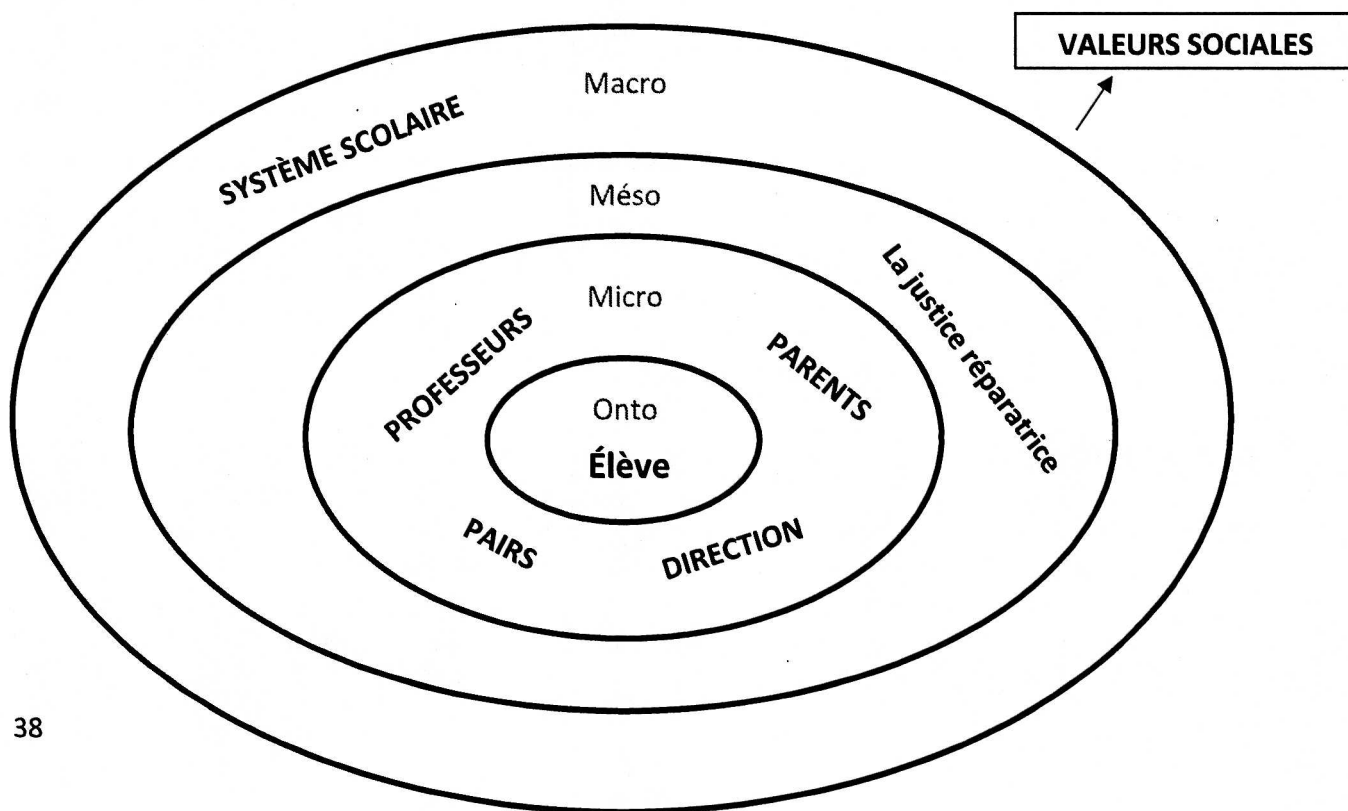 VALEURS SOCIALES
Macro
SYSTÈME SCOLAIRE
Méso
La justice réparatrice
Micro
PROFESSEURS
PARENTS
Onto
Élève
PAIRS
DIRECTION
38